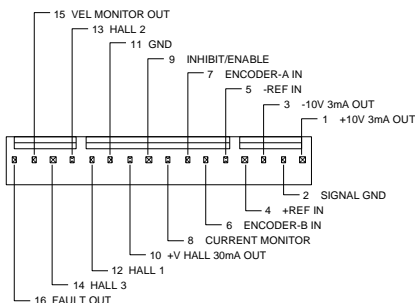 15 VEL MONITOR OUT
13 HALL 2
11 GND
9 INHIBIT/ENABLE
7 ENCODER-A IN
5 -REF IN
3 -10V 3mA OUT
1 +10V 3mA OUT
2 SIGNAL GND
4 +REF IN
6 ENCODER-B IN
8 CURRENT MONITOR
10 +V HALL 30mA OUT
12 HALL 1
14 HALL 3
16 FAULT OUT